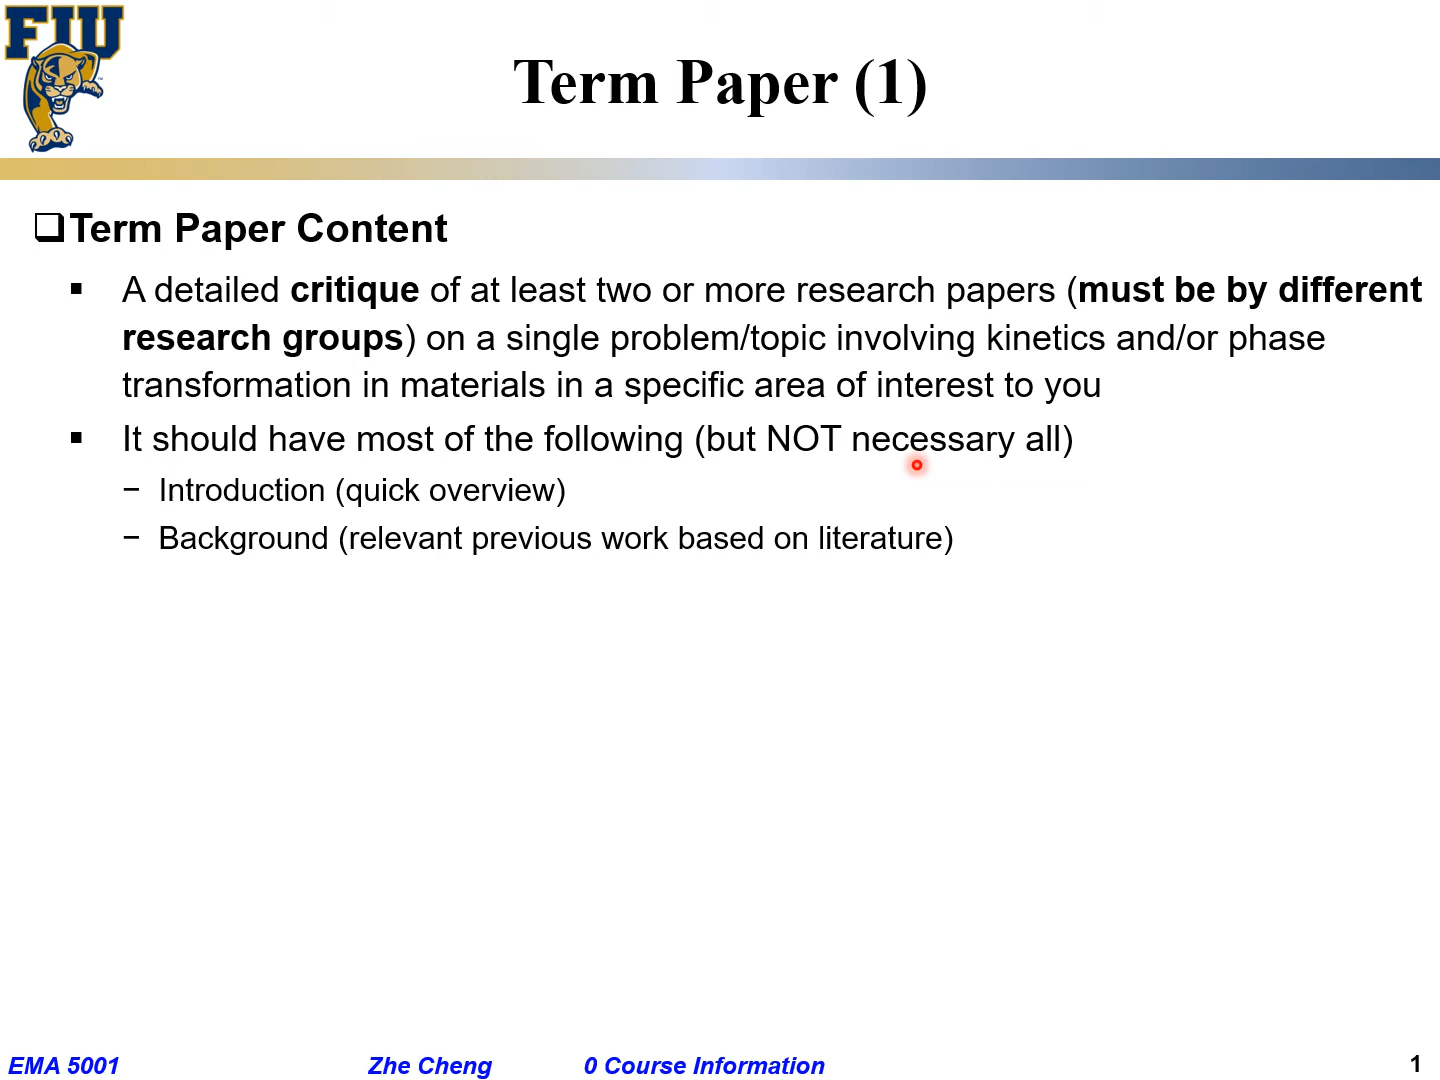 FIU
Term Paper (1)
❑Term Paper Content
▪ A detailed critique of at least two or more research papers (must be by different
research groups) on a single problem/topic involving kinetics and/or phase
transformation in materials in a specific area of interest to you
▪ It should have most of the following (but NOT necessary all)
− Introduction (quick overview)
− Background (relevant previous work based on literature)
EMA 5001 Zhe Cheng 0 Course Information 1